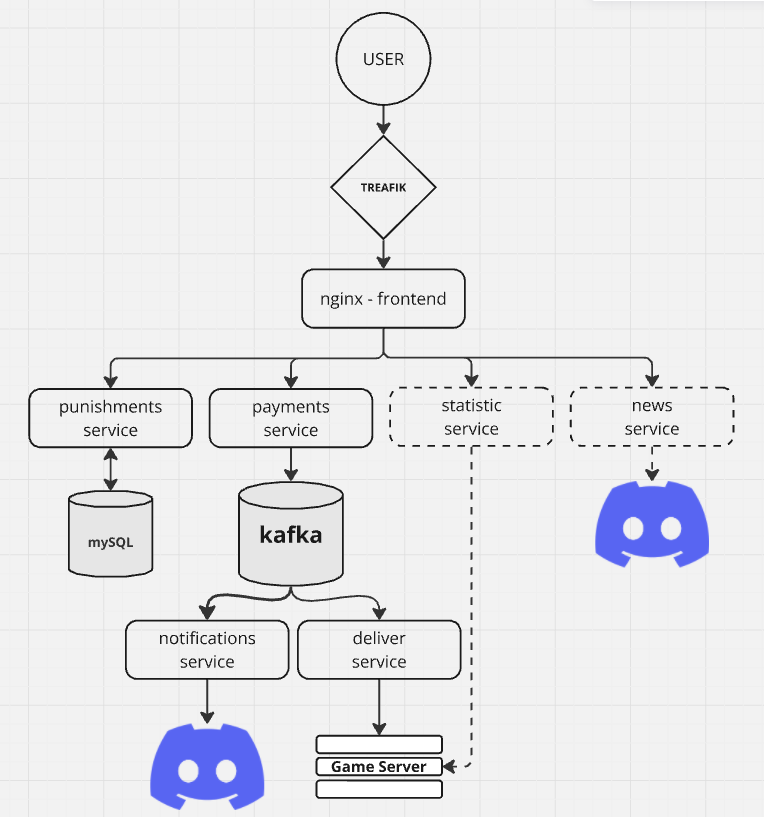 USER
TREAFIK
nginx - frontend
punishments
service
payments
service
statistic
service
news
service
mySQL
kafka
notifications
service
deliver
service
Game Server